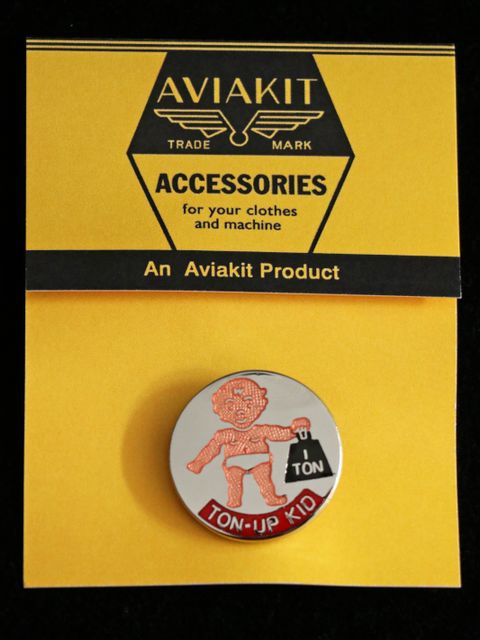 AVIAKIT
TRADE MARK
ACCESSORIES
for your clothes
and machine
An Aviakit Product
1
TON
TON-UP KID